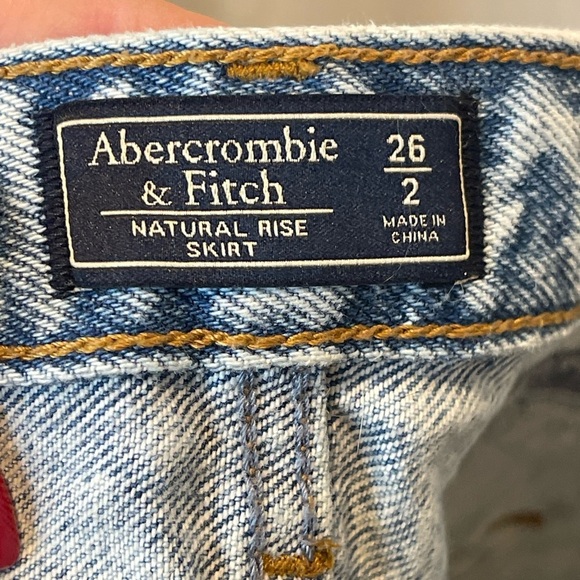 Abercrombie
& Fitch
NATURAL RISE
SKIRT
26
2
MADE IN
CHINA